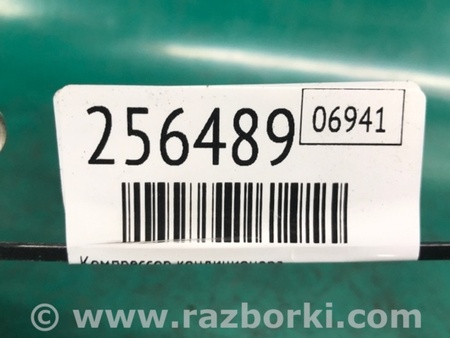 256489
06941
Компрессор кондиционера
© www.razborki.com